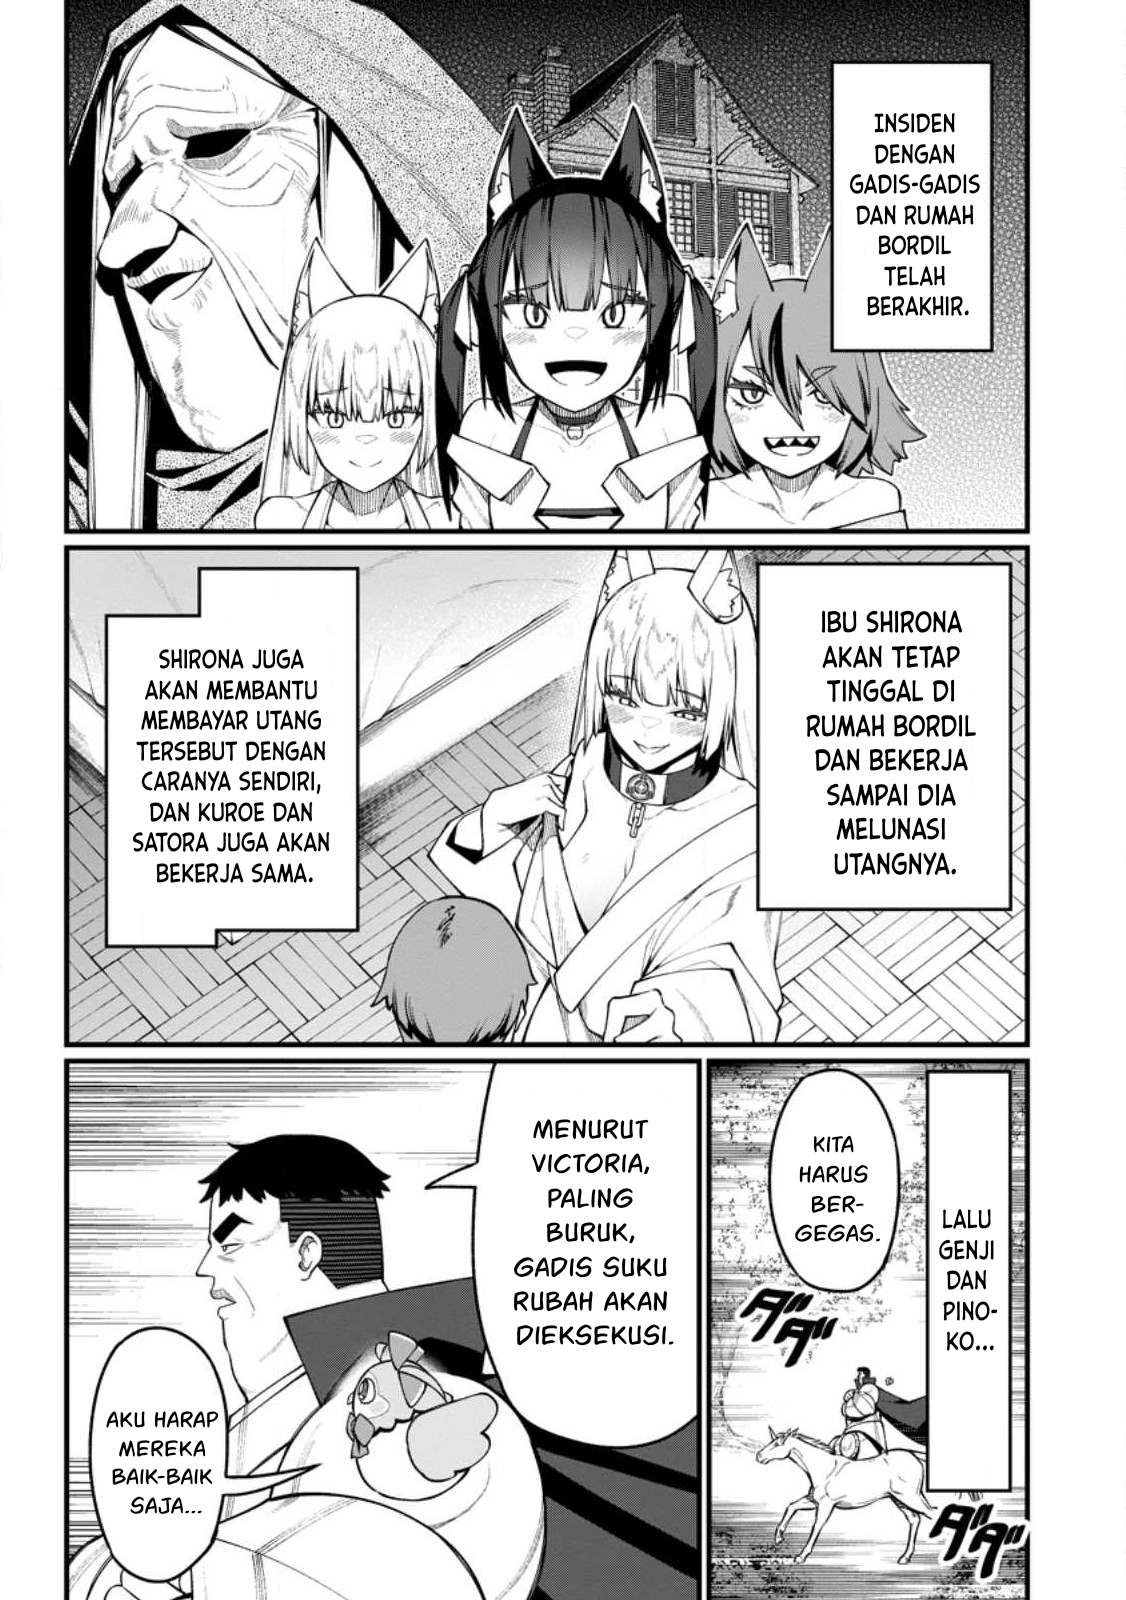 INSIDEN
DENGAN
GADIS-GADIS
DAN RUMAH
BORDIL
TELAH
BERAKHIR.
IBU SHIRONA
AKAN TETAP
TINGGAL DI
RUMAH BORDIL
DAN BEKERJA
SAMPAI DIA
MELUNASI
UTANGNYA.
SHIRONA JUGA
AKAN MEMBANTU
MEMBAYAR UTANG
TERSEBUT DENGAN
CARANYA SENDIRI,
DAN KUROE DAN
SATORA JUGA AKAN
BEKERJA SAMA.
LALU
GENJI
DAN
PINO-
KO...
KITA
HARUS
BER-
GEGAS.
ダダ
ダダ
MENURUT
VICTORIA,
PALING
BURUK,
GADIS SUKU
RUBAH AKAN
DIEKSEKUSI.
AKU HARAP
MEREKA
BAIK-BAIK
SAJA...